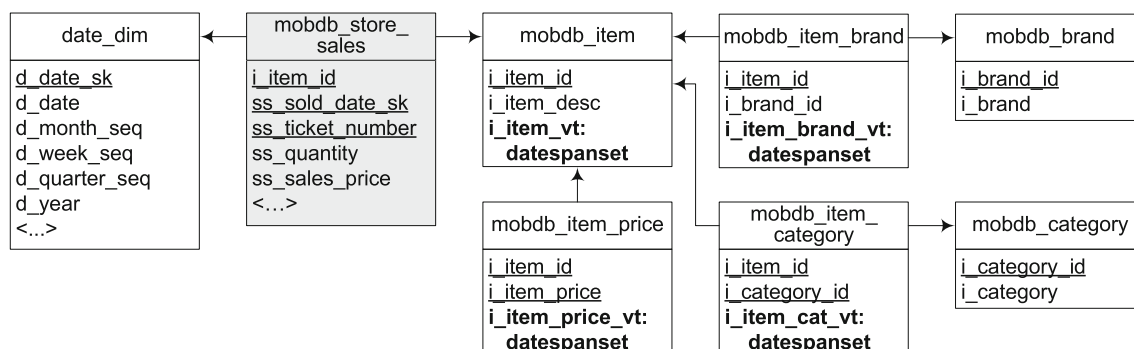 date_dim
d_date_sk
d_date
d_month_seq
d_week_seq
d_quarter_seq
d_year
<...>
mobdb_store_
sales
i_item_id
ss_sold_date_sk
ss_ticket_number
ss_quantity
ss_sales_price
<...>
mobdb_item
i_item_id
i_item_desc
i_item_vt:
datespanset
mobdb_item_brand
i_item_id
i_brand_id
i_item_brand_vt:
datespanset
mobdb_brand
i_brand_id
i_brand
mobdb_item_price
i_item_id
i_item_price
i_item_price_vt:
datespanset
mobdb_item_
category
i_item_id
i_category_id
i_item_cat_vt:
datespanset
mobdb_category
i_category_id
i_category